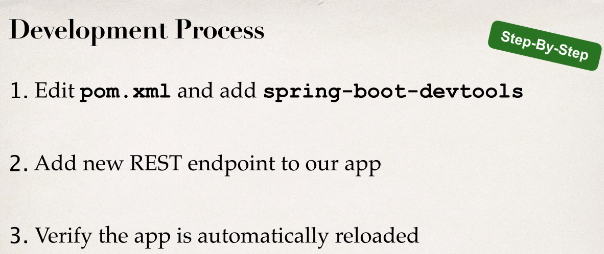 Development Process
Step-By-Step
1. Edit pom.xml and add spring-boot-devtools
2. Add new REST endpoint to our app
3. Verify the app is automatically reloaded